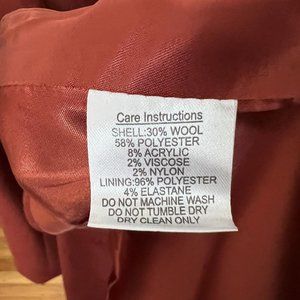 Care Instructions
SHELL:30% WOOL
58% POLYESTER
8% ACRYLIC
2% VISCOSE
2% NYLON
LINING:96% POLYESTER
4% ELASTANE
DO NOT MACHINE WASH
DO NOT TUMBLE DRY
DRY CLEAN ONLY